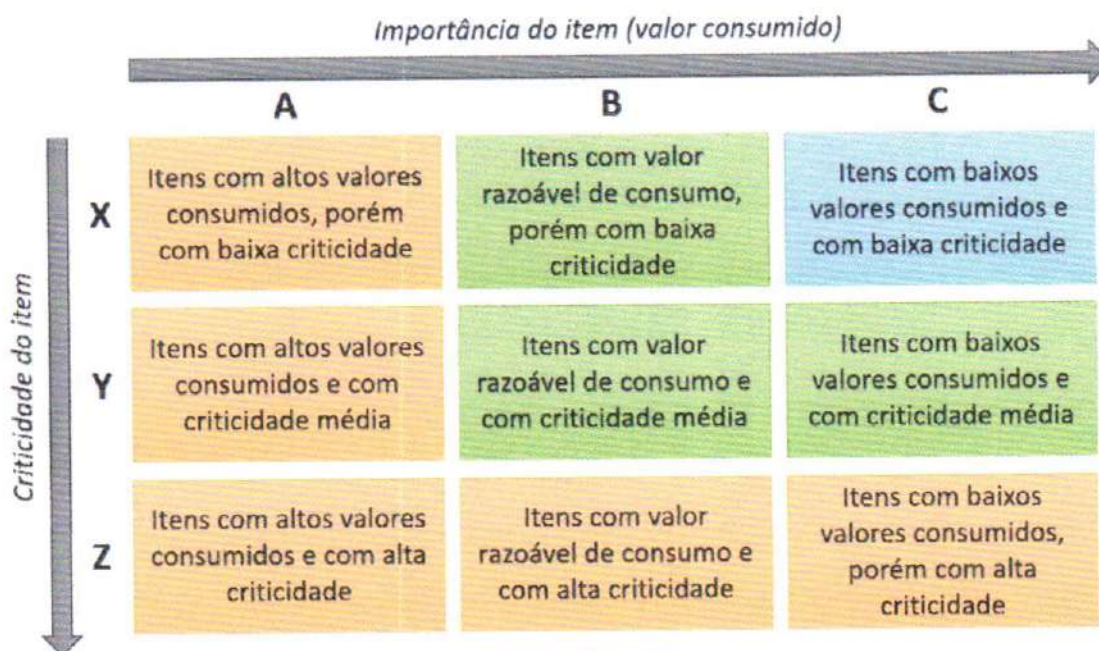 Importância do item (valor consumido)
A
B
C
Criticidade do item
X
Itens com altos valores
consumidos, porém
com baixa criticidade
Itens com valor
razoável de consumo,
porém com baixa
criticidade
Itens com baixos
valores consumidos e
com baixa criticidade
Y
Itens com altos valores
consumidos e com
criticidade média
Itens com valor
razoável de consumo e
com criticidade média
Itens com baixos
valores consumidos e
com criticidade média
Z
Itens com altos valores
consumidos e com alta
criticidade
Itens com valor
razoável de consumo e
com alta criticidade
Itens com baixos
valores consumidos,
porém com alta
criticidade